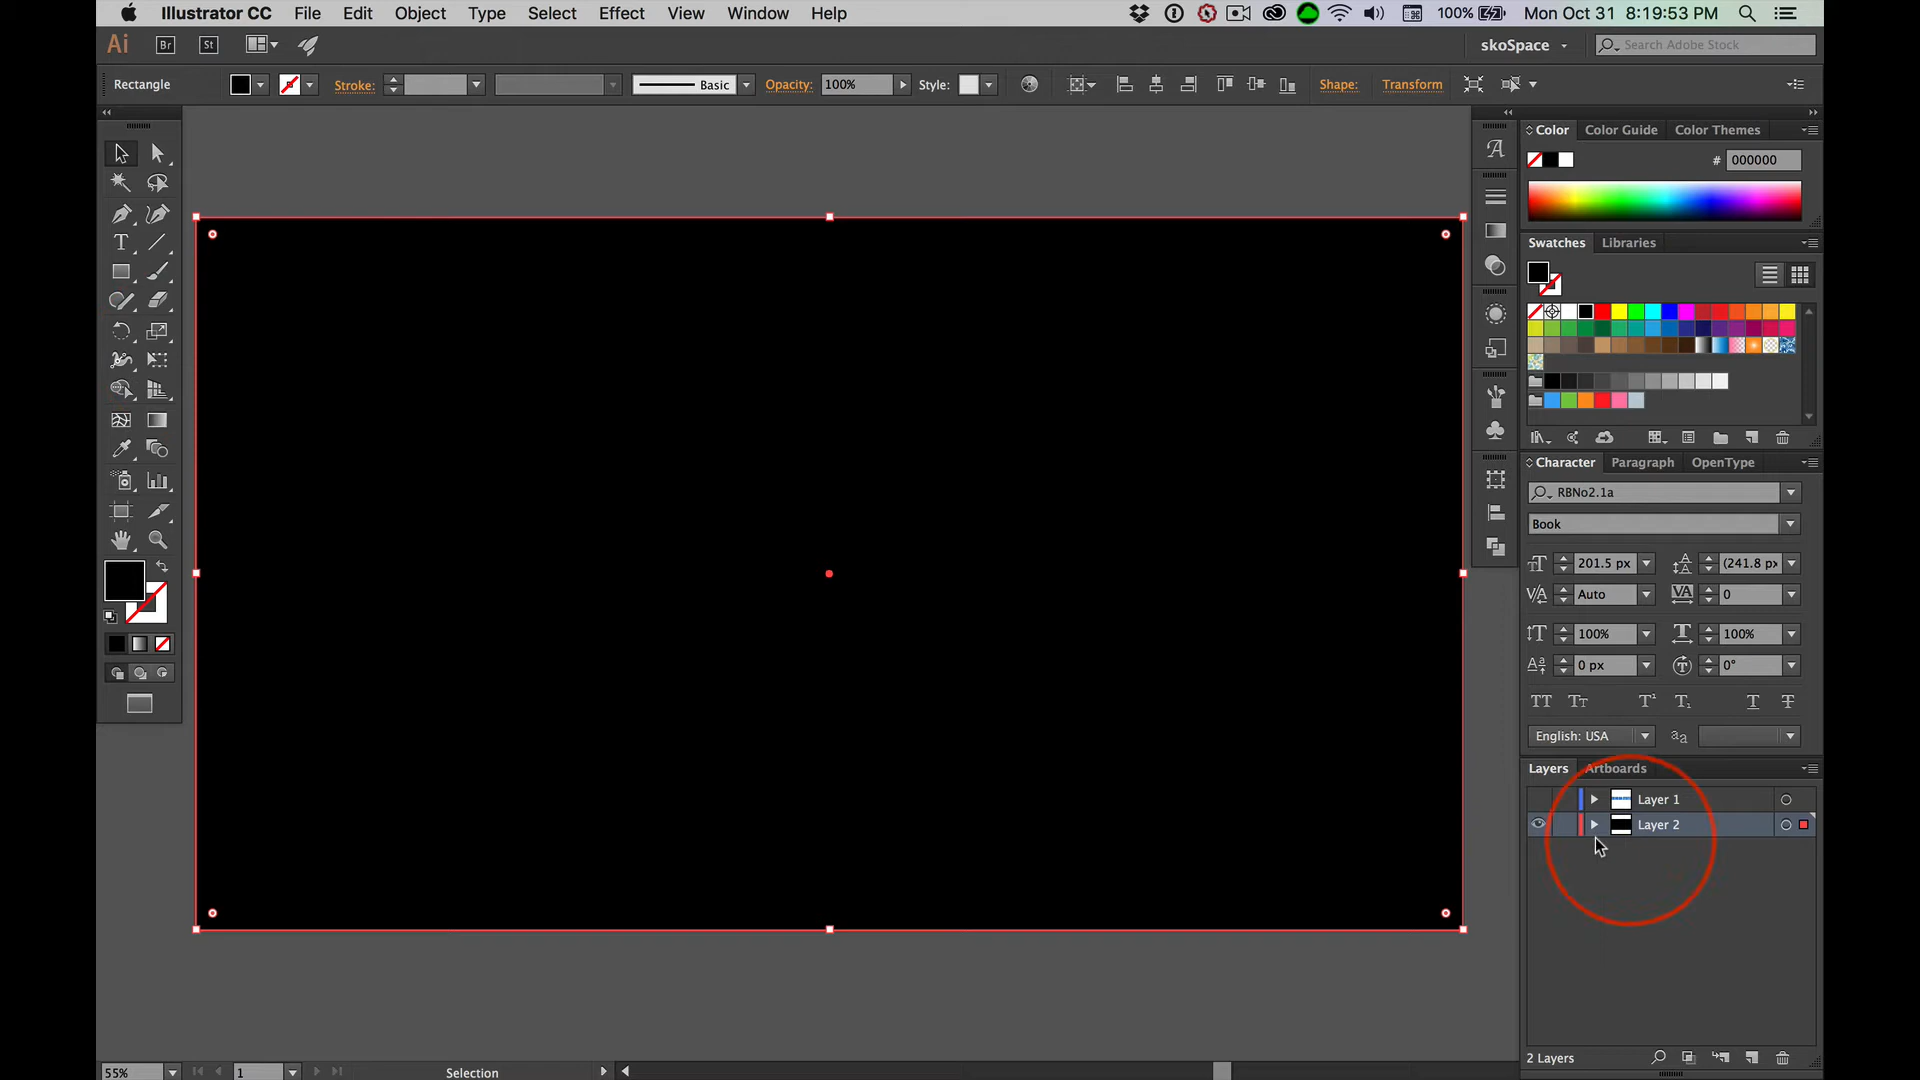 Illustrator CC File Edit Object Type Select Effect View Window Help
100% Mon Oct 31 8:19:53 PM
Ai Br St skoSpace Search Adobe Stock
Rectangle Stroke: Basic Opacity: 100% Style: Shape: Transform
Color Color Guide Color Themes
# 000000
Swatches Libraries
Character Paragraph OpenType
RBNo2.1a
Book
201.5 px (241.8 px
Auto 0
100% 100%
0 px 0°
English: USA
Layers Artboards
Layer 1
Layer 2
2 Layers
55% 1 Selection